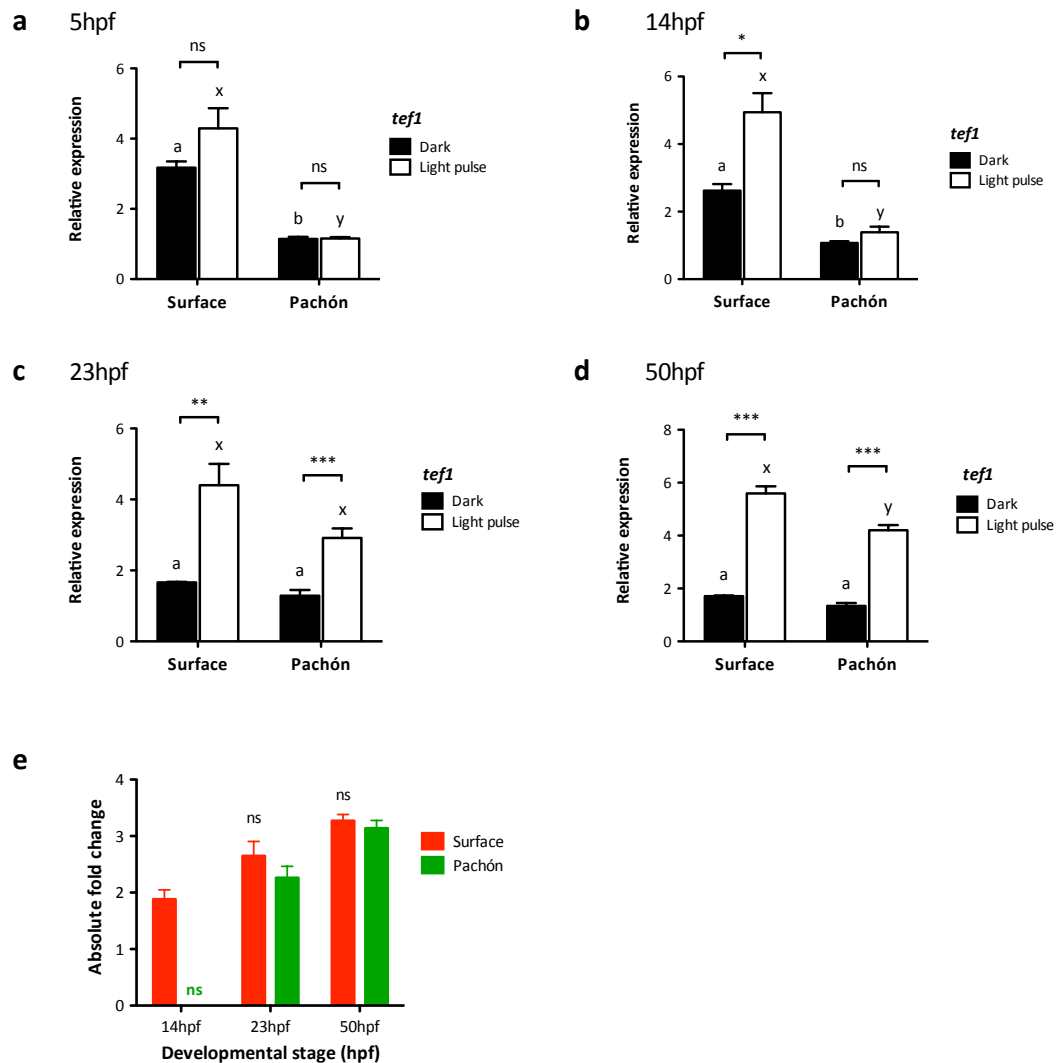 a 5hpf
ns
x
a
ns
b y
6
4
2
0
Relative expression
Surface Pachón
tef1
Dark
Light pulse
b 14hpf
*
x
a
ns
b y
6
4
2
0
Relative expression
Surface Pachón
tef1
Dark
Light pulse
c 23hpf
**
x
a
***
x
a
6
4
2
0
Relative expression
Surface Pachón
tef1
Dark
Light pulse
d 50hpf
***
x
a
***
y
a
8
6
4
2
0
Relative expression
Surface Pachón
tef1
Dark
Light pulse
e
4
3
2
1
0
Absolute fold change
ns
ns
ns
Surface
Pachón
14hpf 23hpf 50hpf
Developmental stage (hpf)